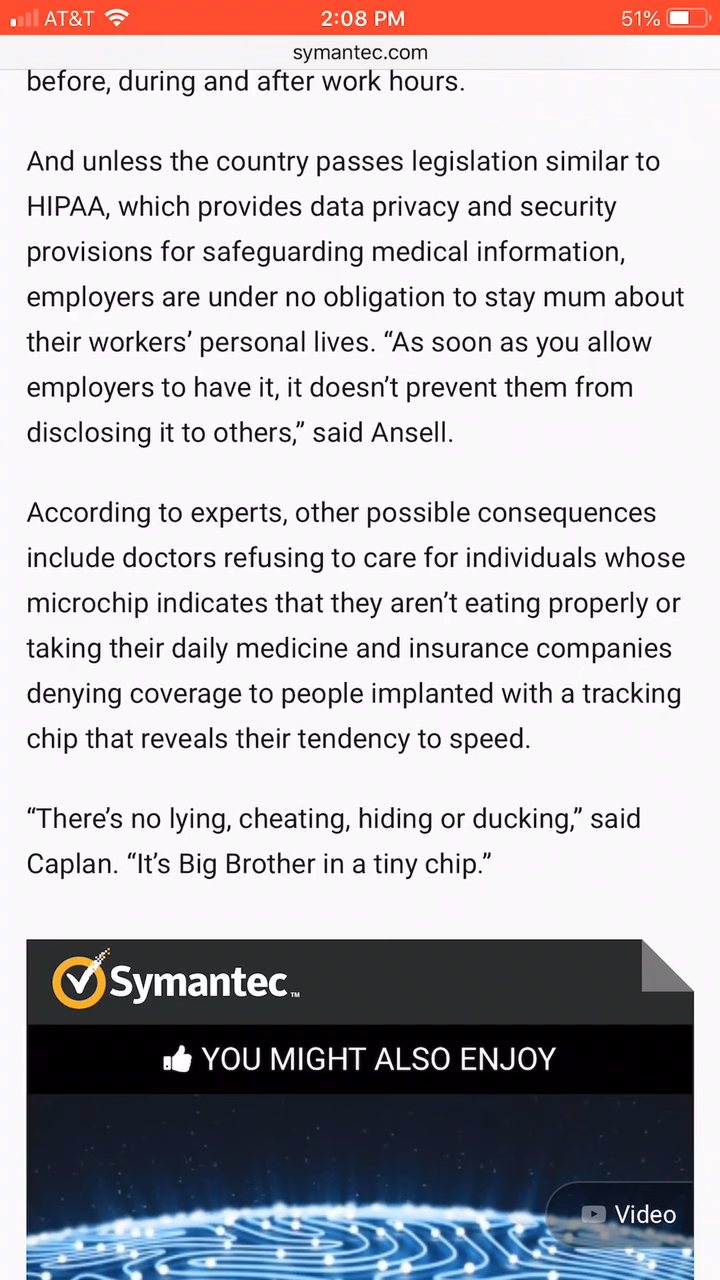 AT&T
2:08 PM
51%
symantec.com
before, during and after work hours.
And unless the country passes legislation similar to
HIPAA, which provides data privacy and security
provisions for safeguarding medical information,
employers are under no obligation to stay mum about
their workers’ personal lives. “As soon as you allow
employers to have it, it doesn’t prevent them from
disclosing it to others,” said Ansell.
According to experts, other possible consequences
include doctors refusing to care for individuals whose
microchip indicates that they aren’t eating properly or
taking their daily medicine and insurance companies
denying coverage to people implanted with a tracking
chip that reveals their tendency to speed.
“There’s no lying, cheating, hiding or ducking,” said
Caplan. “It’s Big Brother in a tiny chip.”
Symantec™
YOU MIGHT ALSO ENJOY
Video